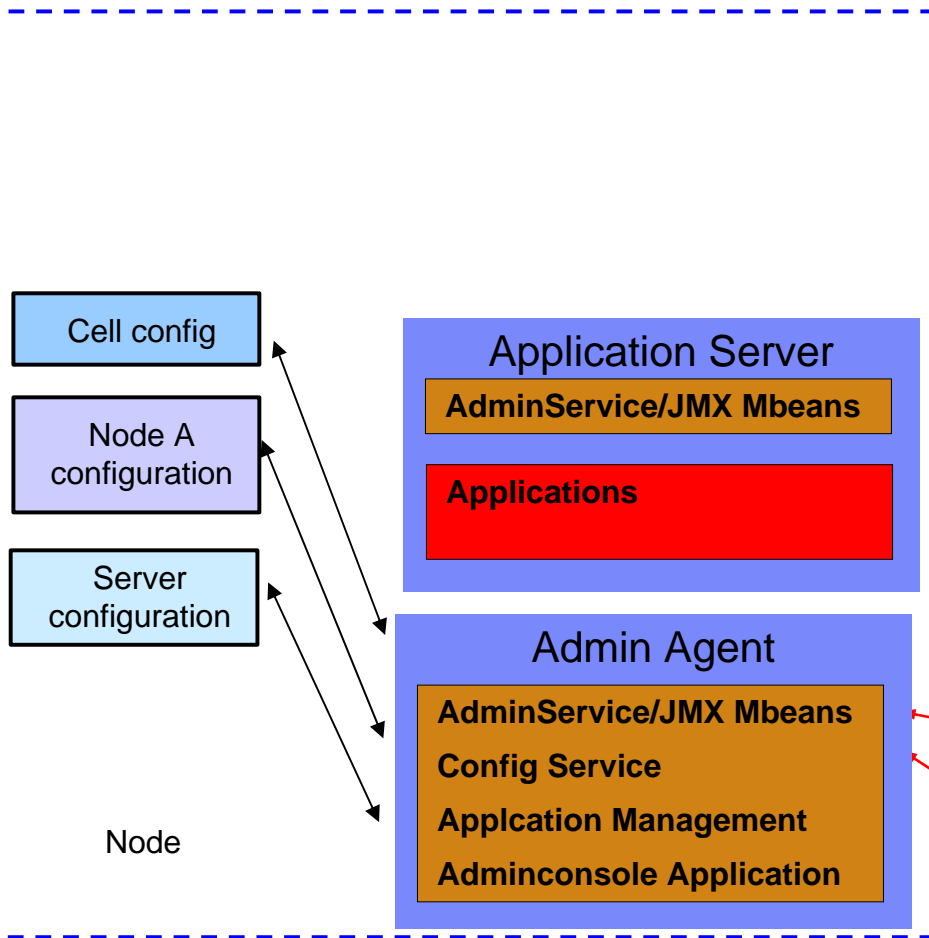 Cell config
Node A
configuration
Server
configuration
Node
Application Server
AdminService/JMX Mbeans
Applications
Admin Agent
AdminService/JMX Mbeans
Config Service
Applcation Management
Adminconsole Application